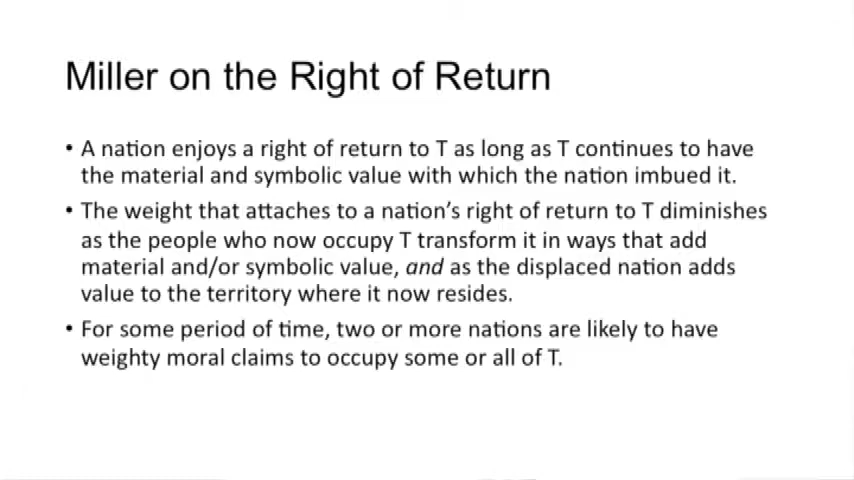 Miller on the Right of Return
• A nation enjoys a right of return to T as long as T continues to have
the material and symbolic value with which the nation imbued it.
• The weight that attaches to a nation's right of return to T diminishes
as the people who now occupy T transform it in ways that add
material and/or symbolic value, and as the displaced nation adds
value to the territory where it now resides.
• For some period of time, two or more nations are likely to have
weighty moral claims to occupy some or all of T.